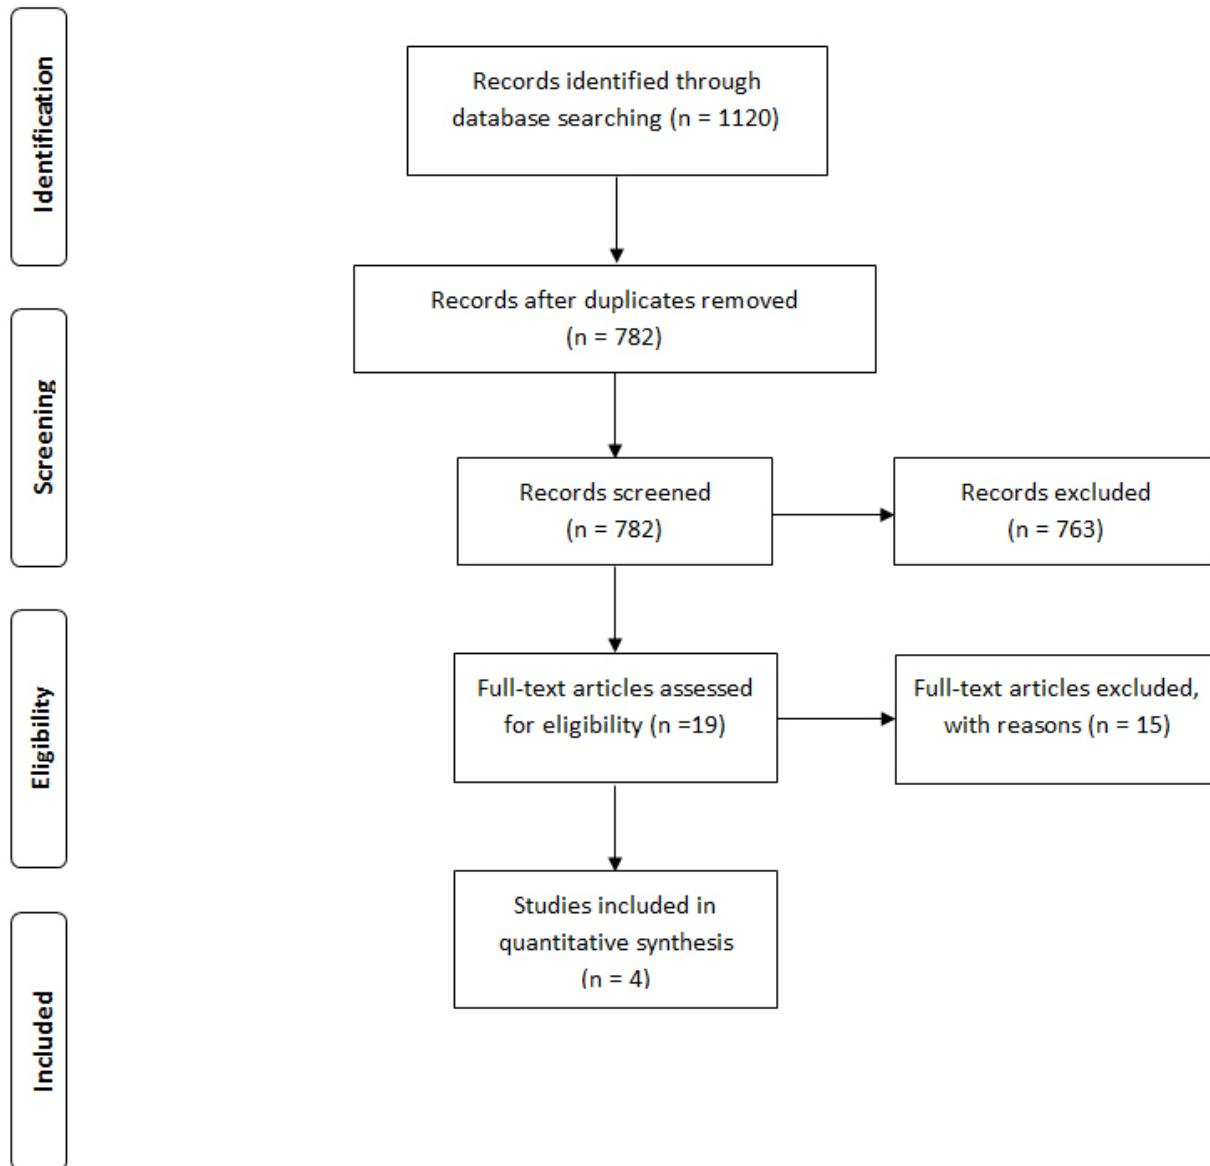 Identification
Records identified through
database searching (n = 1120)
Records after duplicates removed
(n = 782)
Screening
Records screened
(n = 782)
Records excluded
(n = 763)
Eligibility
Full-text articles assessed
for eligibility (n =19)
Full-text articles excluded,
with reasons (n = 15)
Included
Studies included in
quantitative synthesis
(n = 4)